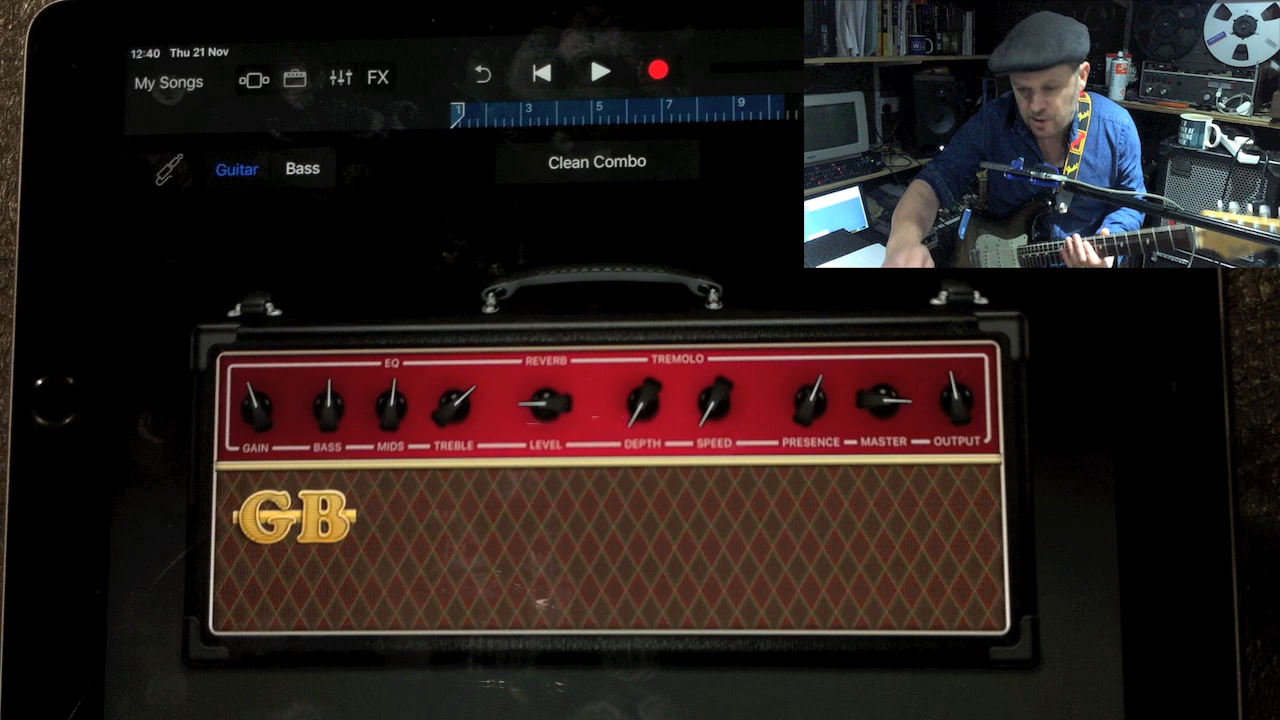 12:40 Thu 21 Nov
My Songs FX
1 3 5 7 9
Guitar Bass Clean Combo
EQ REVERB TREMOLO
GAIN BASS MIDS TREBLE LEVEL DEPTH SPEED PRESENCE MASTER OUTPUT
GB